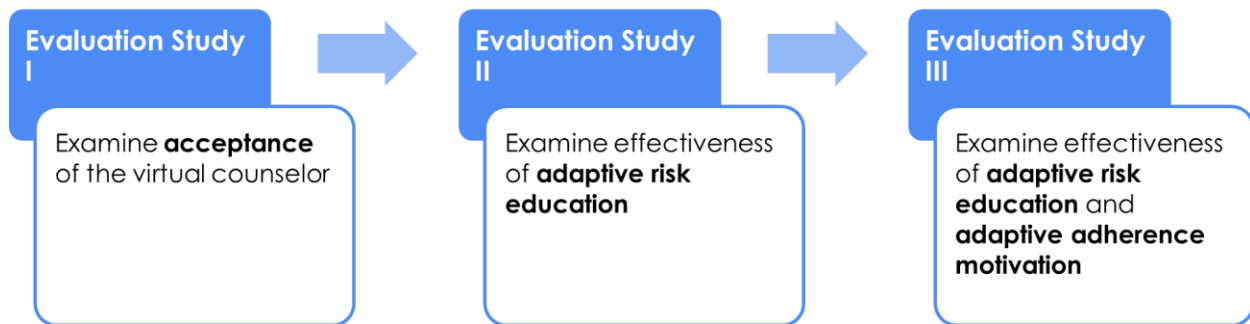 Evaluation Study
I
Examine acceptance
of the virtual counselor
Evaluation Study
II
Examine effectiveness
of adaptive risk
education
Evaluation Study
III
Examine effectiveness
of adaptive risk
education and
adaptive adherence
motivation